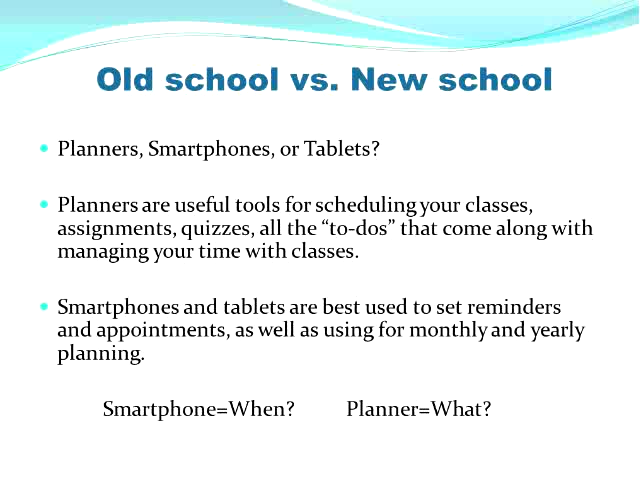 Old school vs. New school
Planners, Smartphones, or Tablets?
Planners are useful tools for scheduling your classes,
assignments, quizzes, all the “to-dos” that come along with
managing your time with classes.
Smartphones and tablets are best used to set reminders
and appointments, as well as using for monthly and yearly
planning.
Smartphone=When? Planner=What?